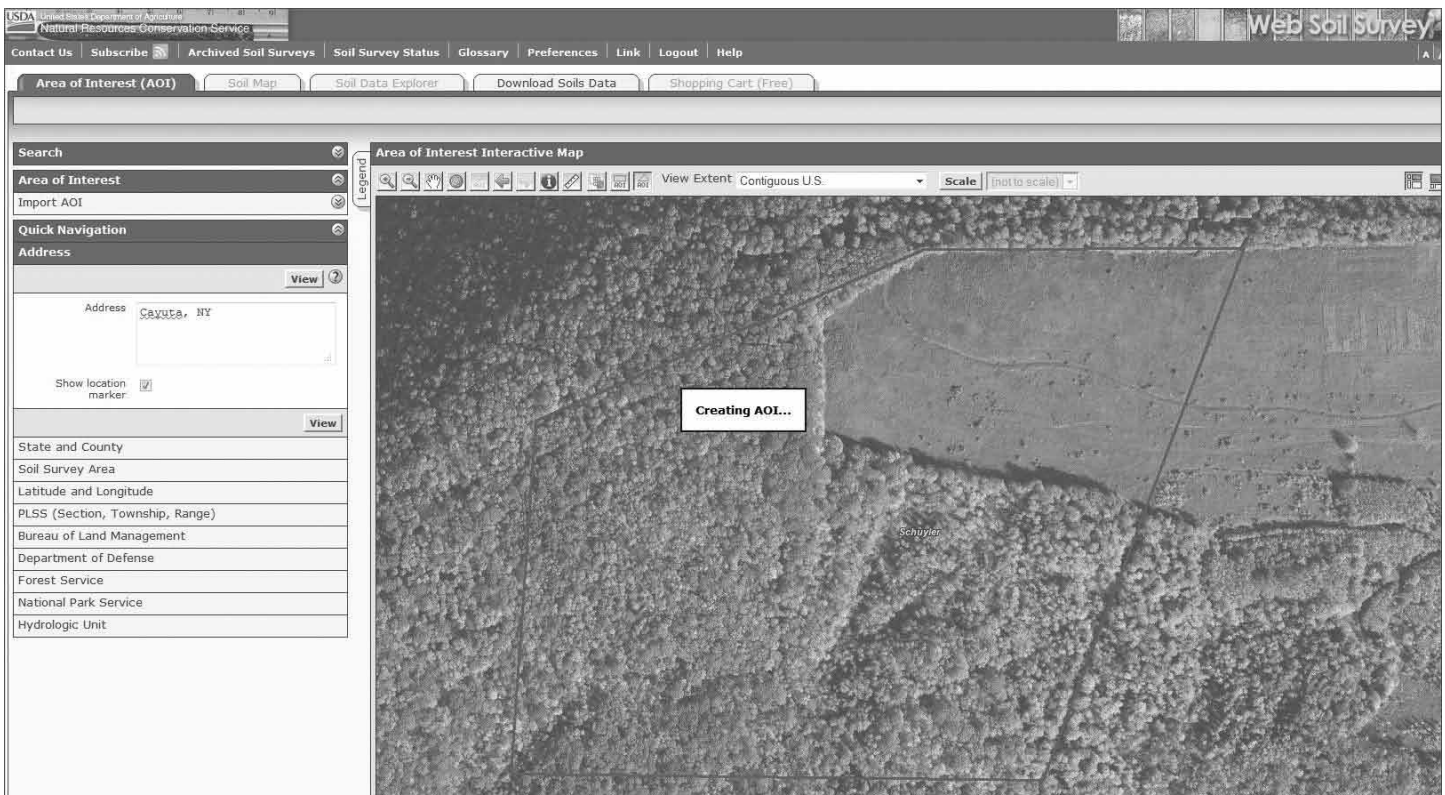 USDA United States Department of Agriculture
Natural Resources Conservation Service
Web Soil Survey
Contact Us Subscribe Archived Soil Surveys Soil Survey Status Glossary Preferences Link Logout Help
A
Area of Interest (AOI) Soil Map Soil Data Explorer Download Soils Data Shopping Cart (Free)
Search
Area of Interest
Import AOI
Quick Navigation
Address
View ?
Address Cayuta, NY
Show location
marker
View
State and County
Soil Survey Area
Latitude and Longitude
PLSS (Section, Township, Range)
Bureau of Land Management
Department of Defense
Forest Service
National Park Service
Hydrologic Unit
Legend
Area of Interest Interactive Map
AOI AOI View Extent Contiguous U.S. Scale (not to scale)
Creating AOI...
Schuyler